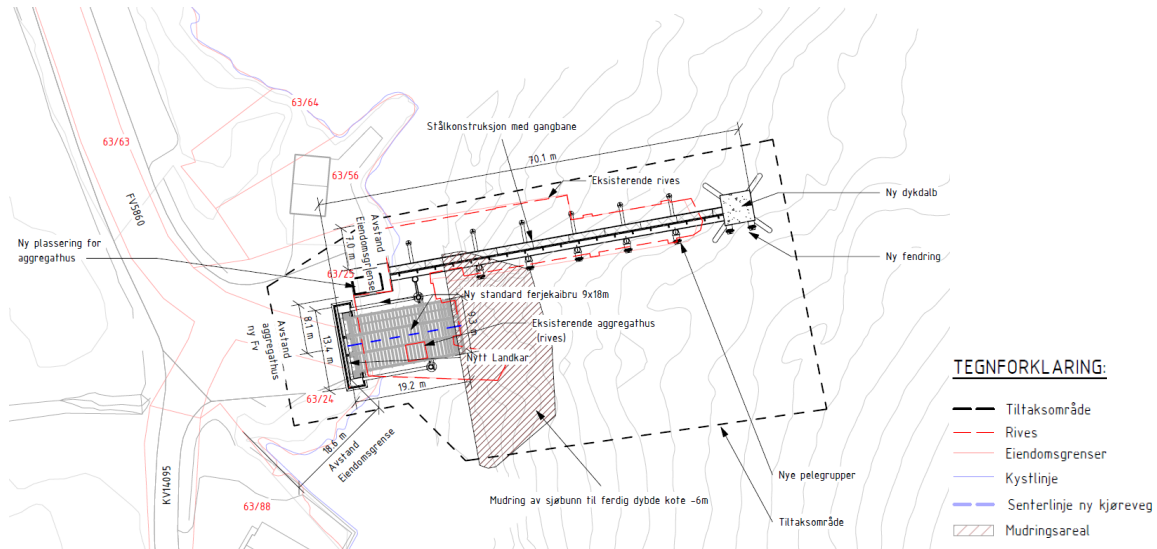 63/64
63/63
FV5860
63/56
Stålkonstruksjon med gangbane
70.1 m
Eksisterende rives
Ny dykdalb
Ny plassering for
aggregathus
7.0 m
Avstand
Eiendomsgrense
Ny fendring
63/25
Ny standard ferjekaibru 9x18m
9.3 m
Eksisterende aggregathus
(rives)
8.1 m
13.4 m
Avstand
aggregathus
ny Fv
Nytt Landkar
19.2 m
63/24
18.6 m
Avstand
Eiendomsgrense
KV14095
63/88
Mudring av sjøbunn til ferdig dybde kote -6m
Nye pelegrupper
Tiltaksområde
TEGNFORKLARING:
Tiltaksområde
Rives
Eiendomsgrenser
Kystlinje
Senterlinje ny kjøreveg
Mudringsareal